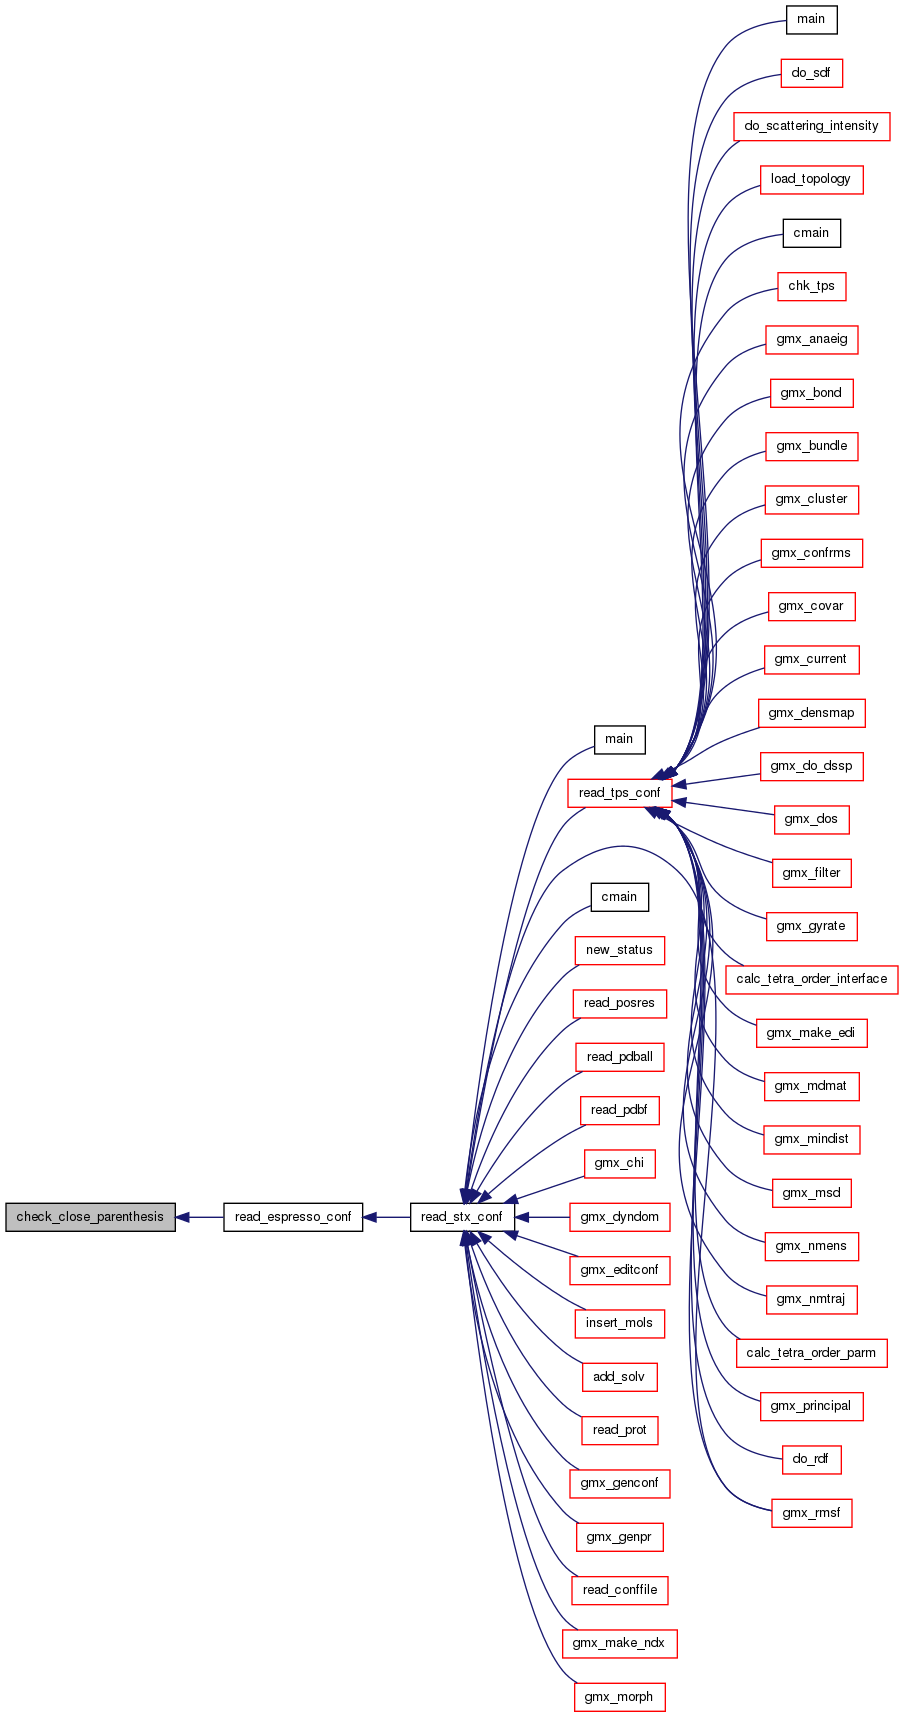 main
do_sdf
do_scattering_intensity
load_topology
cmain
chk_tps
gmx_anaeig
gmx_bond
gmx_bundle
gmx_cluster
gmx_confrms
gmx_covar
gmx_current
gmx_densmap
main
gmx_do_dssp
read_tps_conf
gmx_dos
gmx_filter
cmain
gmx_gyrate
new_status
calc_tetra_order_interface
read_posres
gmx_make_edi
read_pdball
gmx_mdmat
read_pdbf
gmx_mindist
gmx_chi
gmx_msd
check_close_parenthesis
read_espresso_conf
read_stx_conf
gmx_dyndom
gmx_nmens
gmx_editconf
gmx_nmtraj
insert_mols
calc_tetra_order_parm
add_solv
gmx_principal
read_prot
do_rdf
gmx_genconf
gmx_rmsf
gmx_genpr
read_conffile
gmx_make_ndx
gmx_morph